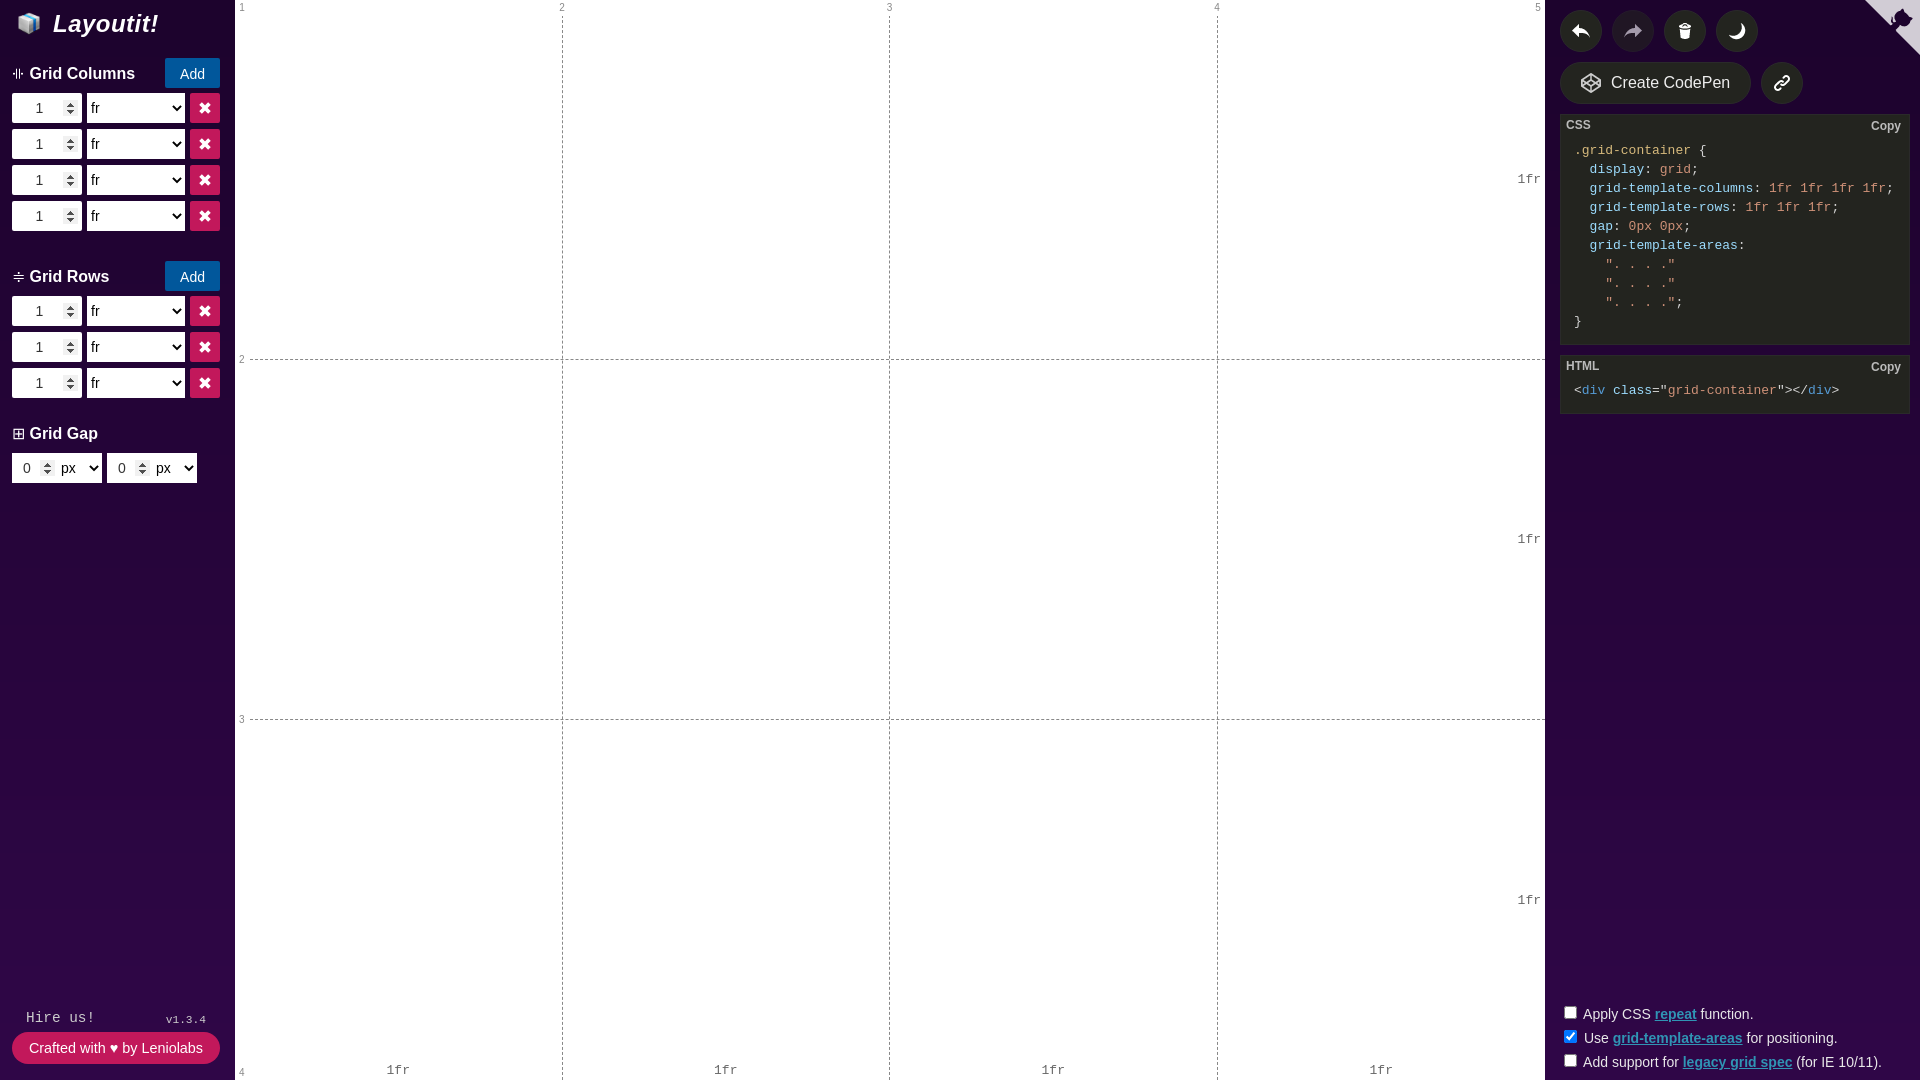 Layoutit!
Grid Columns Add
1 fr
1 fr
1 fr
1 fr
Grid Rows Add
1 fr
1 fr
1 fr
Grid Gap
0 px 0 px
Hire us! v1.3.4
Crafted with ♥ by Leniolabs
1 2 3 4 5
1fr
2
1fr
3
1fr
4 1fr 1fr 1fr 1fr
Create CodePen
CSS Copy
.grid-container {
  display: grid;
  grid-template-columns: 1fr 1fr 1fr 1fr;
  grid-template-rows: 1fr 1fr 1fr;
  gap: 0px 0px;
  grid-template-areas:
    ". . . ."
    ". . . ."
    ". . . .";
}
HTML Copy
<div class="grid-container"></div>
Apply CSS repeat function.
Use grid-template-areas for positioning.
Add support for legacy grid spec (for IE 10/11).